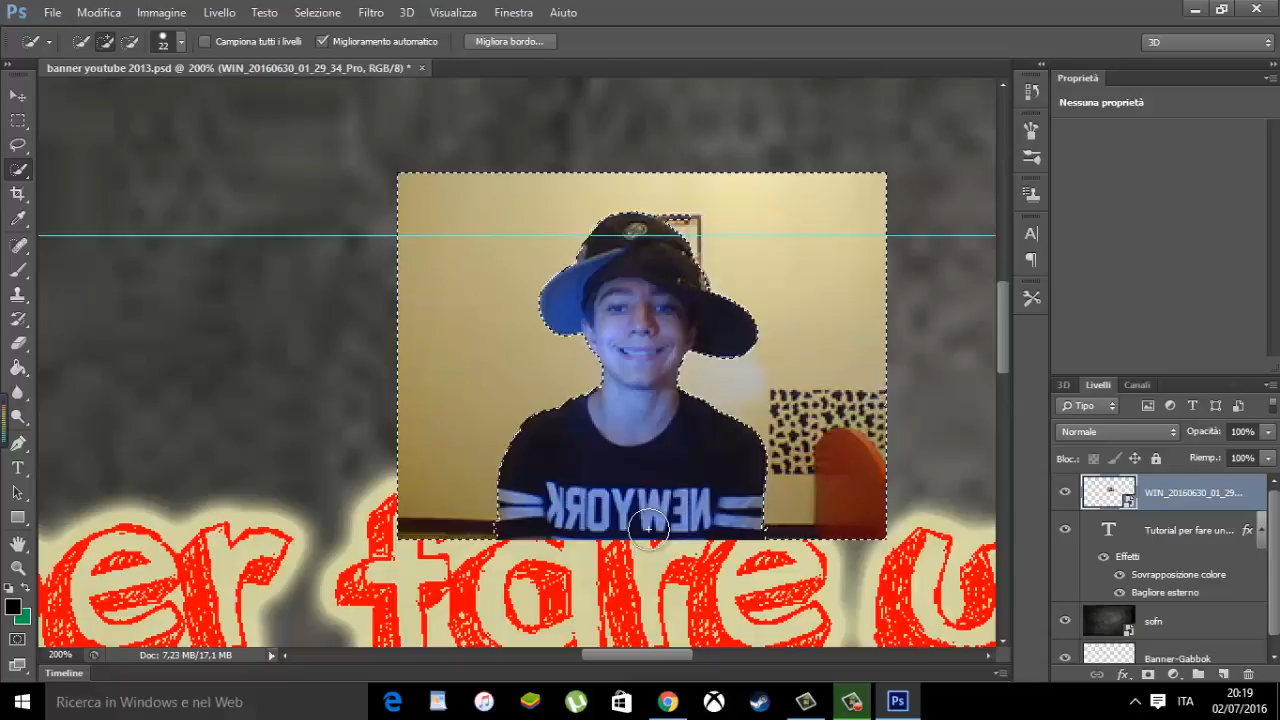 Ps File Modifica Immagine Livello Testo Selezione Filtro 3D Visualizza Finestra Aiuto
22 Campiona tutti i livelli Miglioramento automatico Migliora bordo... 3D
banner youtube 2013.psd @ 200% (WIN_20160630_01_29_34_Pro, RGB/8) * ×
Proprietà
Nessuna proprietà
NEW YORK
er fare u
3D Livelli Canali
Tipo
Normale Opacità: 100%
Bloc.: Riemp.: 100%
WIN_20160630_01_29...
T Tutorial per fare un... fx
Effetti
Sovrapposizione colore
Bagliore esterno
sofn
Banner-Gabbok
200% Doc: 7,23 MB/17,1 MB
Timeline
Ricerca in Windows e nel Web
ITA
20:19
02/07/2016